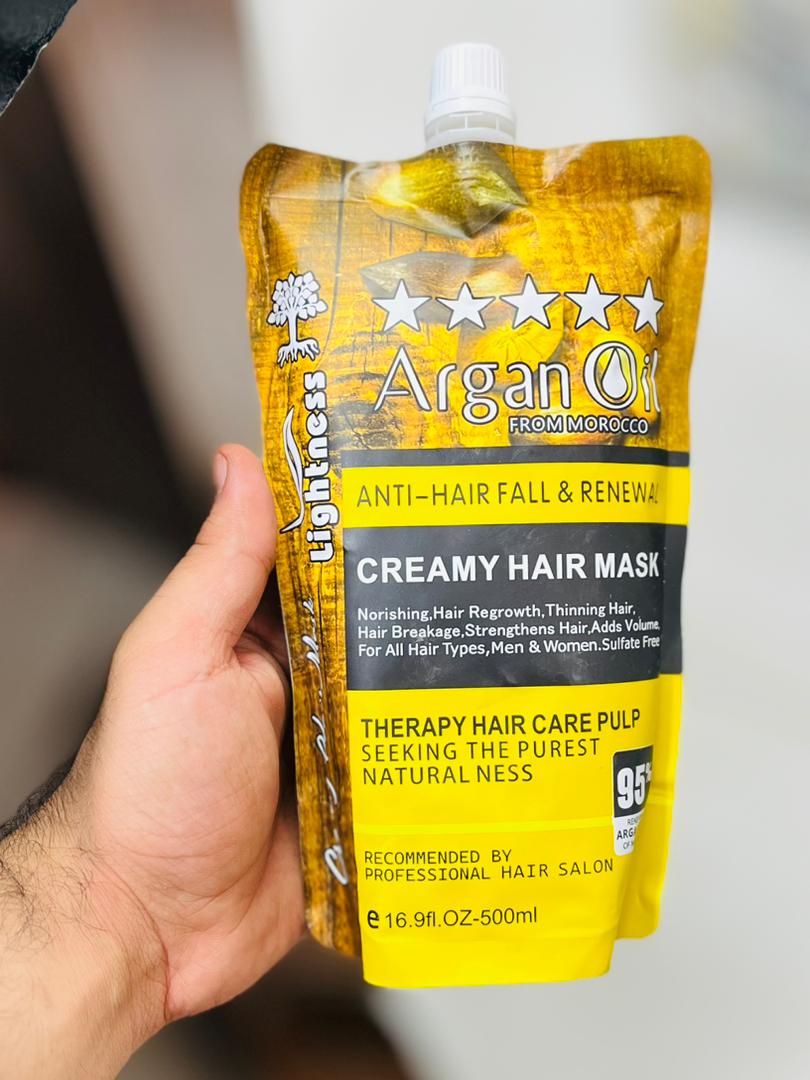 Lightness
Argan Oil
FROM MOROCCO
ANTI-HAIR FALL & RENEWAL
CREAMY HAIR MASK
Norishing,Hair Regrowth,Thinning Hair,
Hair Breakage,Strengthens Hair,Adds Volume,
For All Hair Types,Men & Women.Sulfate Free
THERAPY HAIR CARE PULP
SEEKING THE PUREST
NATURALNESS
95%
RECOMMENDED BY
PROFESSIONAL HAIR SALON
e 16.9fl.OZ-500ml